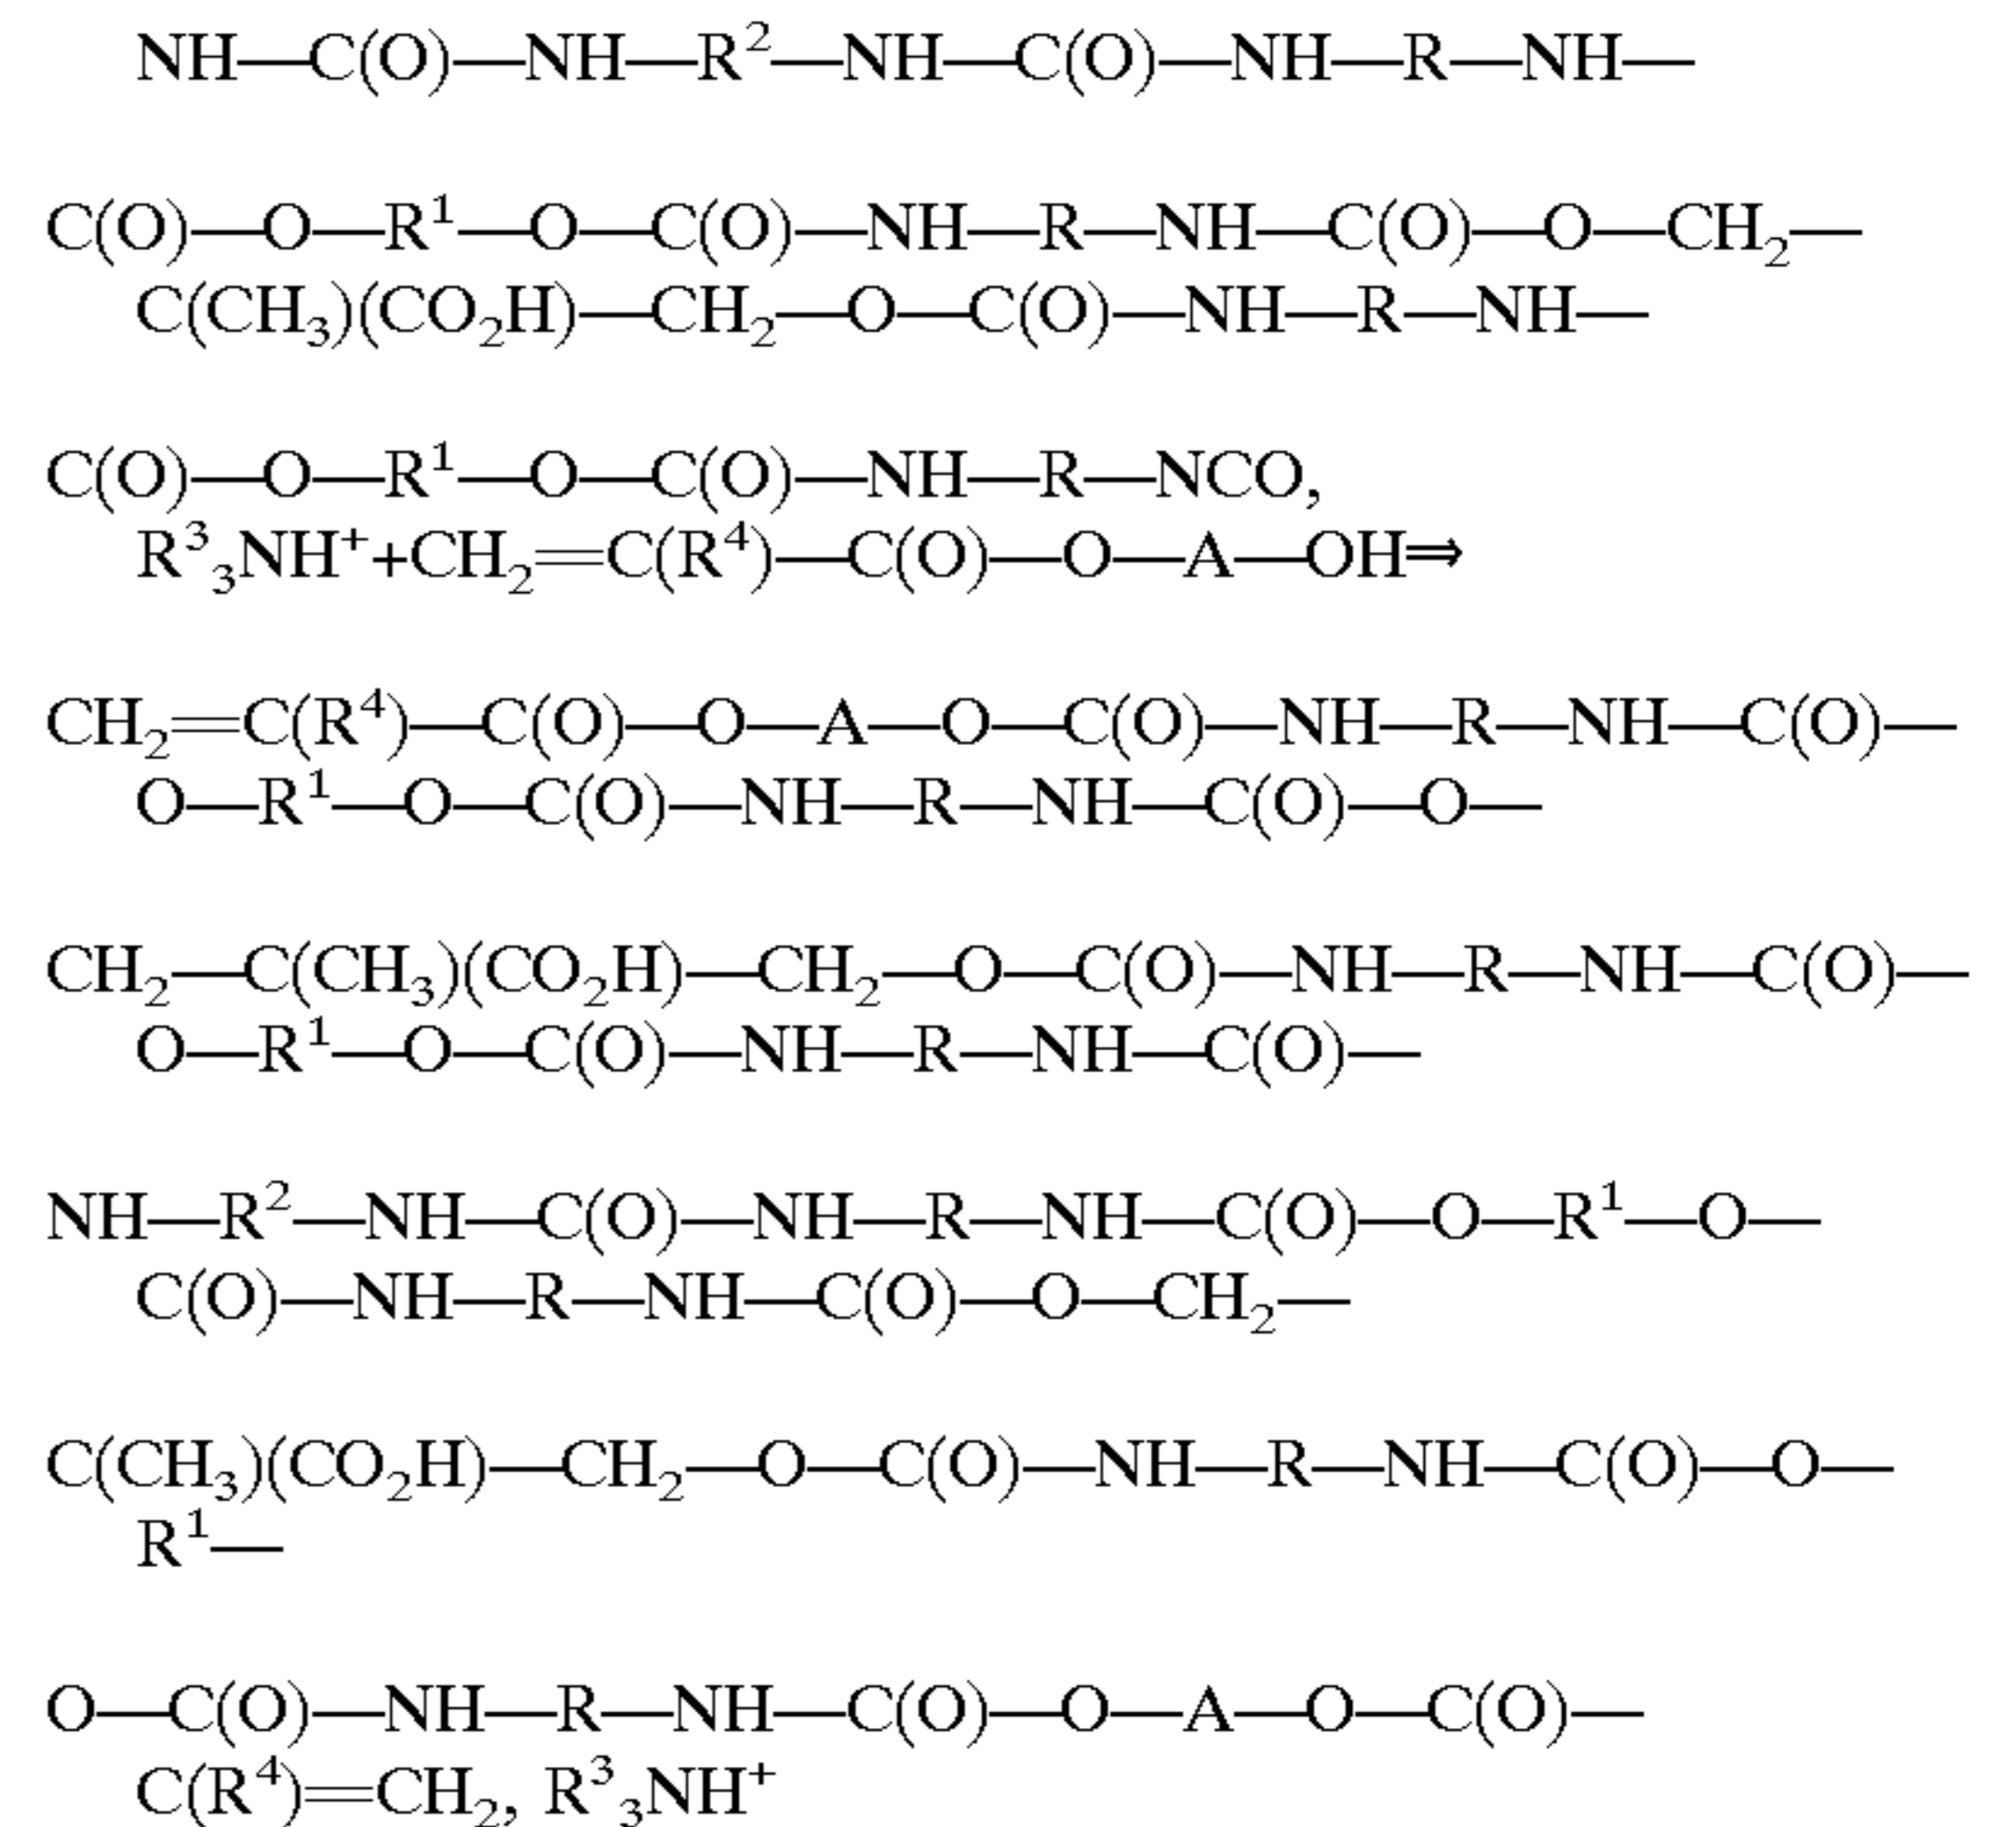 NH—C(O)—NH—R²—NH—C(O)—NH—R—NH—
C(O)—O—R¹—O—C(O)—NH—R—NH—C(O)—O—CH₂—
C(CH₃)(CO₂H)—CH₂—O—C(O)—NH—R—NH—
C(O)—O—R¹—O—C(O)—NH—R—NCO,
R³₃NH⁺+CH₂=C(R⁴)—C(O)—O—A—OH⇒
CH₂=C(R⁴)—C(O)—O—A—O—C(O)—NH—R—NH—C(O)—
O—R¹—O—C(O)—NH—R—NH—C(O)—O—
CH₂—C(CH₃)(CO₂H)—CH₂—O—C(O)—NH—R—NH—C(O)—
O—R¹—O—C(O)—NH—R—NH—C(O)—
NH—R²—NH—C(O)—NH—R—NH—C(O)—O—R¹—O—
C(O)—NH—R—NH—C(O)—O—CH₂—
C(CH₃)(CO₂H)—CH₂—O—C(O)—NH—R—NH—C(O)—O—
R¹—
O—C(O)—NH—R—NH—C(O)—O—A—O—C(O)—
C(R⁴)=CH₂, R³₃NH⁺